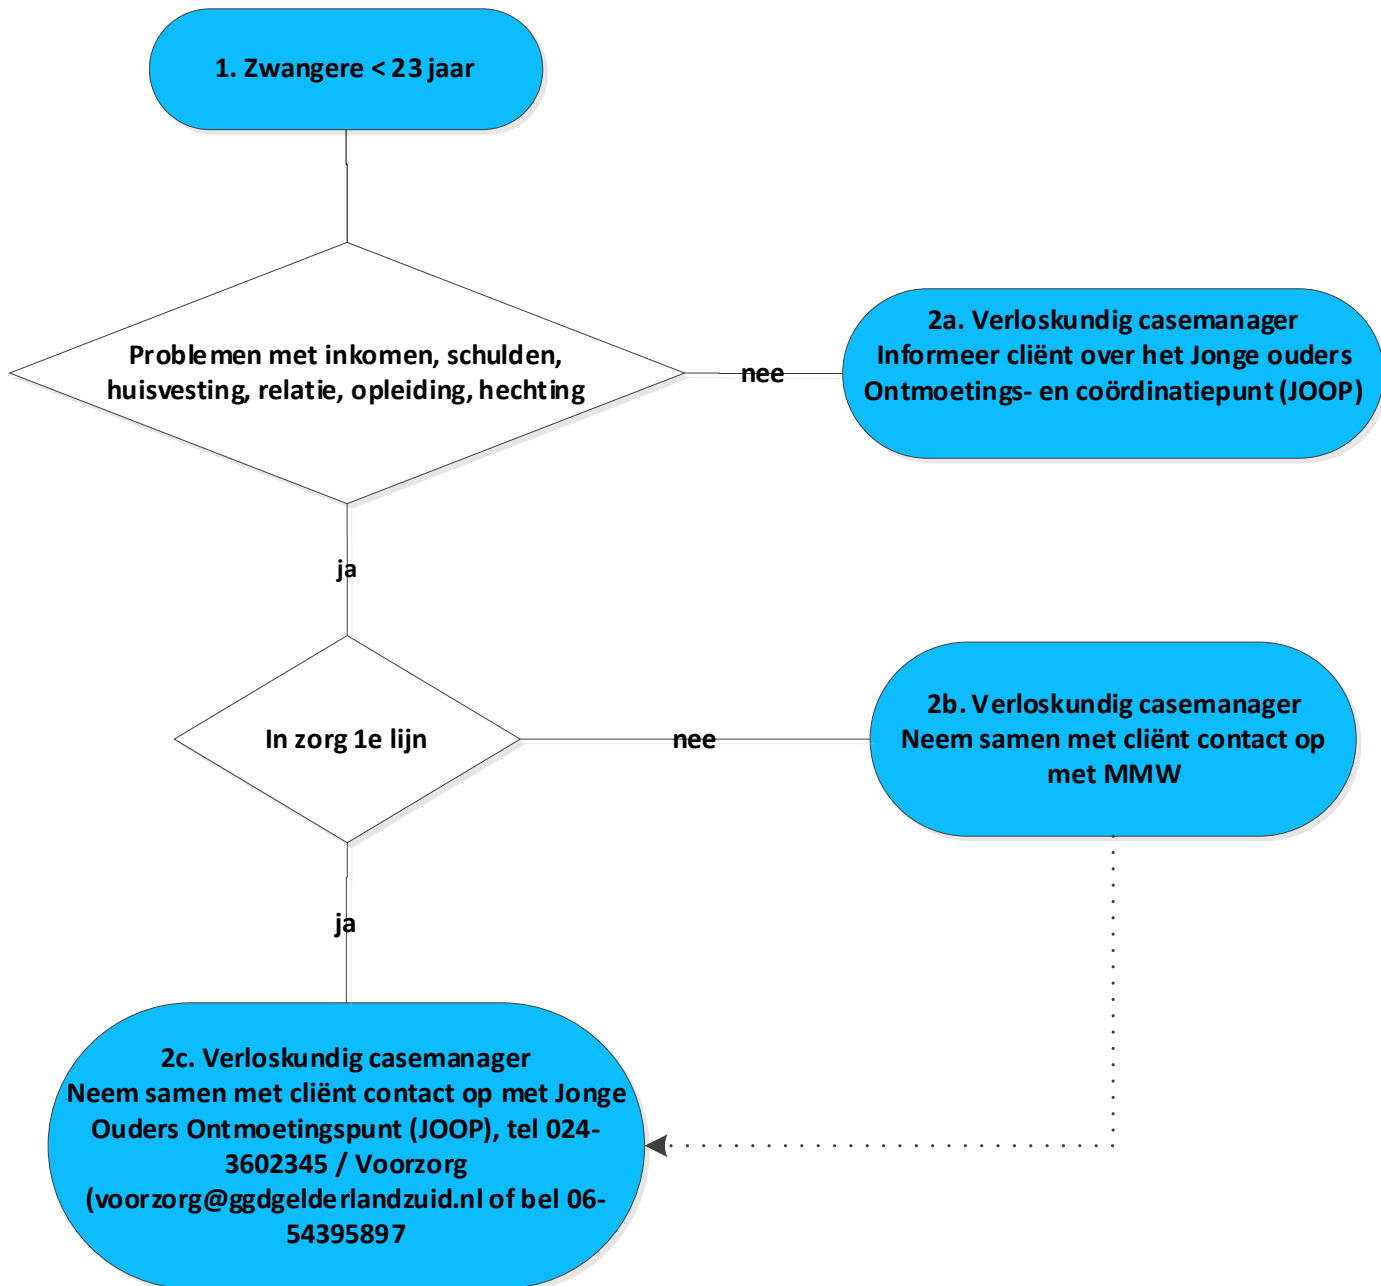 1. Zwangere < 23 jaar
Problemen met inkomen, schulden,
huisvesting, relatie, opleiding, hechting
nee
2a. Verloskundig casemanager
Informeer cliënt over het Jonge ouders
Ontmoetings- en coördinatiepunt (JOOP)
ja
In zorg 1e lijn
nee
2b. Verloskundig casemanager
Neem samen met cliënt contact op
met MMW
ja
2c. Verloskundig casemanager
Neem samen met cliënt contact op met Jonge
Ouders Ontmoetingspunt (JOOP), tel 024-
3602345 / Voorzorg
(voorzorg@ggdgelderlandzuid.nl of bel 06-
54395897